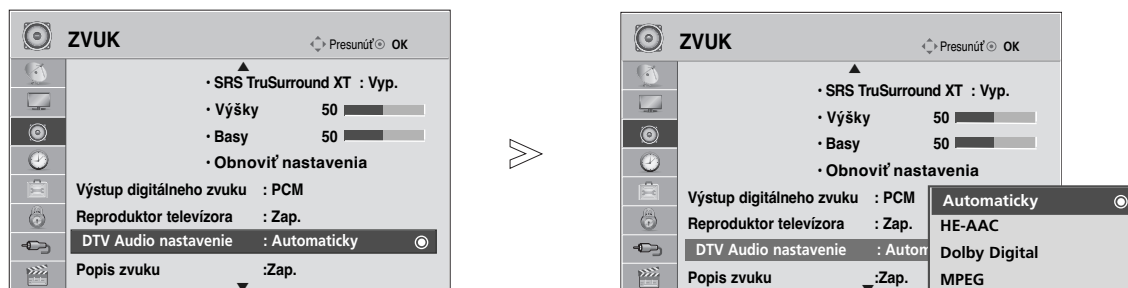 ZVUK
Presunúť OK
• SRS TruSurround XT : Vyp.
• Výšky 50
• Basy 50
• Obnoviť nastavenia
Výstup digitálneho zvuku : PCM
Reproduktor televízora : Zap.
DTV Audio nastavenie : Automaticky
Popis zvuku :Zap.
ZVUK
Presunúť OK
• SRS TruSurround XT : Vyp.
• Výšky 50
• Basy 50
• Obnoviť nastavenia
Výstup digitálneho zvuku : PCM
Reproduktor televízora : Zap.
DTV Audio nastavenie : Autom
Popis zvuku :Zap.
Automaticky
HE-AAC
Dolby Digital
MPEG